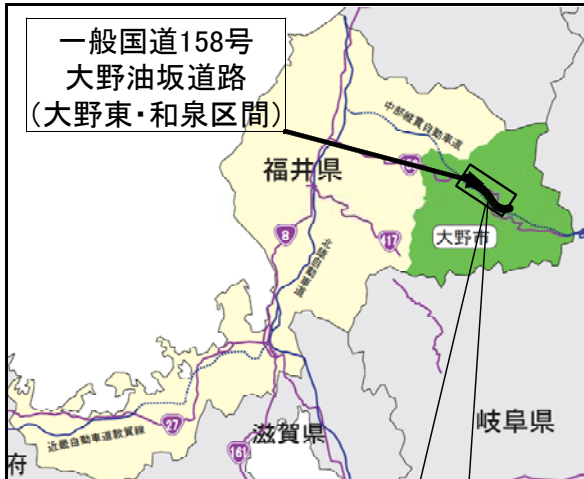 一般国道158号
大野油坂道路
(大野東・和泉区間)
中部縦貫自動車道
福井県
8
417
大野市
北陸自動車道
27
近畿自動車道敦賀線
161
滋賀県
岐阜県
府